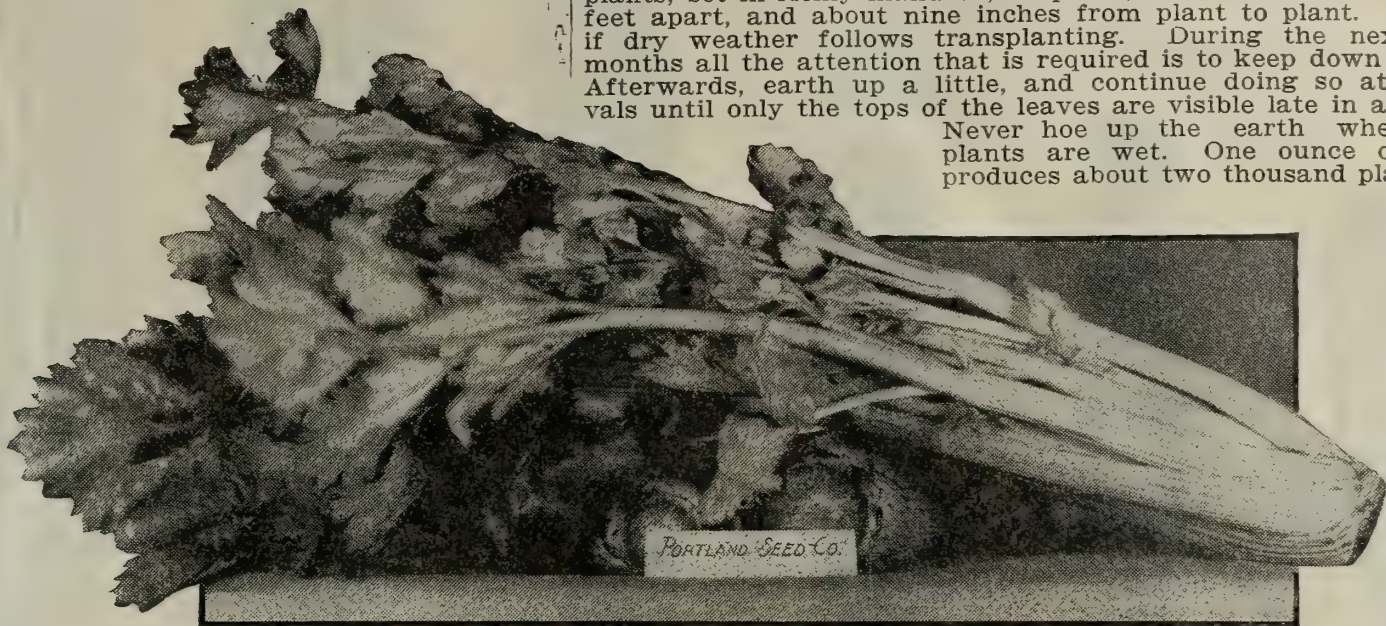 feet apart, and about nine inches from plant to plant.
if dry weather follows transplanting. During the nex
months all the attention that is required is to keep down
Afterwards, earth up a little, and continue doing so at
vals until only the tops of the leaves are visible late in a
Never hoe up the earth whe
plants are wet. One ounce o
produces about two thousand pla
PORTLAND SEED CO.